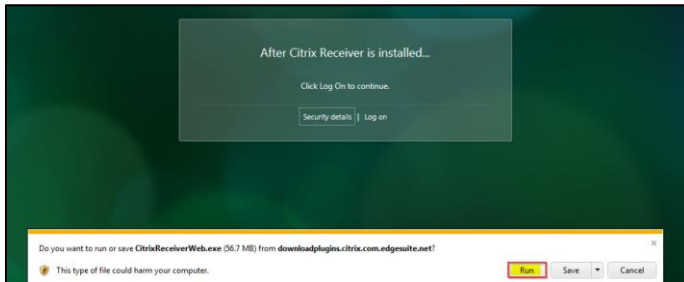 After Citrix Receiver is installed...
Click Log On to continue.
Security details | Log on
Do you want to run or save CitrixReceiverWeb.exe (56.7 MB) from downloadplugins.citrix.com.edgesuite.net?
This type of file could harm your computer.
Run Save Cancel